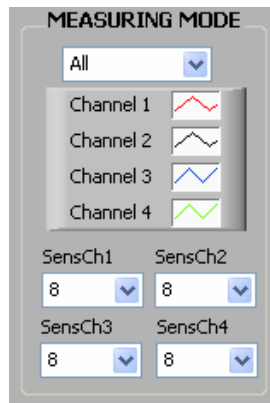 MEASURING MODE
All
Channel 1
Channel 2
Channel 3
Channel 4
SensCh1 SensCh2
8 8
SensCh3 SensCh4
8 8